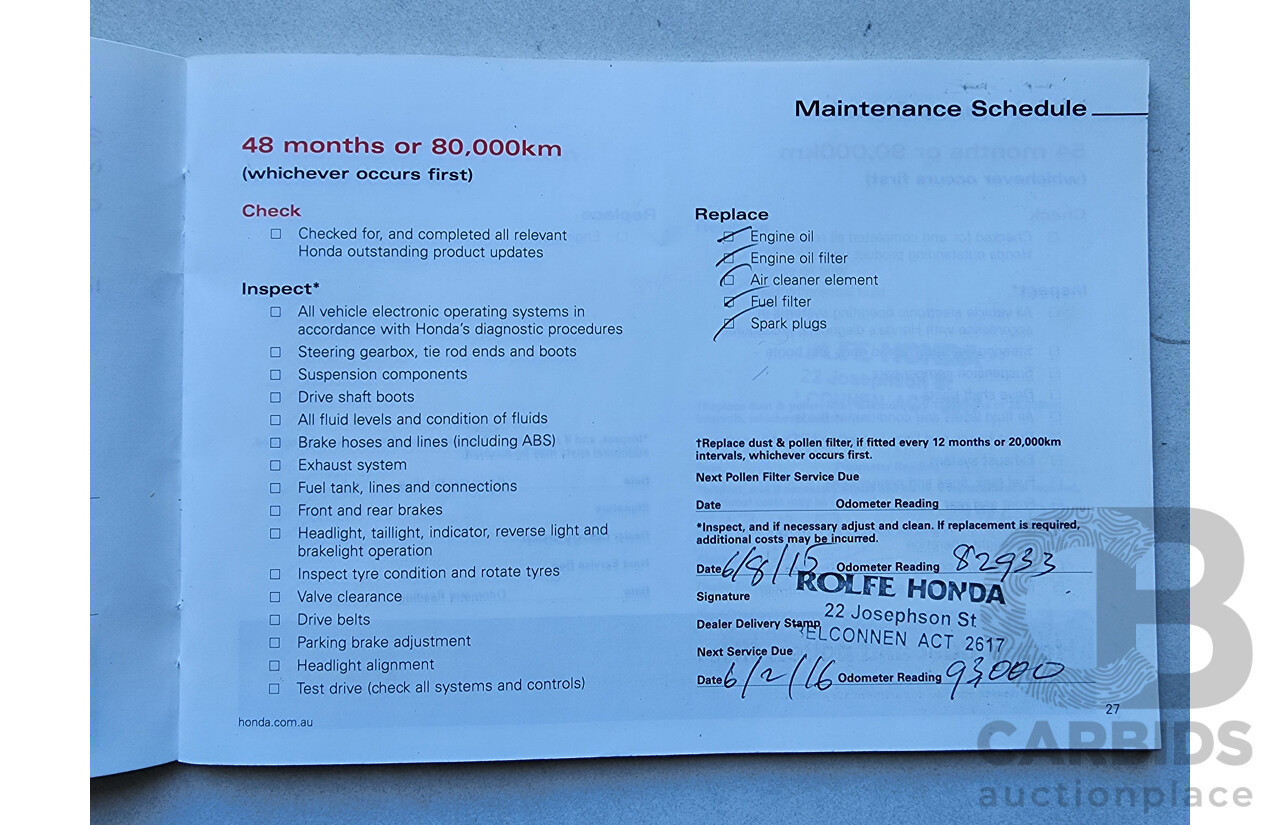 Maintenance Schedule
48 months or 80,000km
(whichever occurs first)
Check
Checked for, and completed all relevant
Honda outstanding product updates
Inspect*
All vehicle electronic operating systems in
accordance with Honda's diagnostic procedures
Steering gearbox, tie rod ends and boots
Suspension components
Drive shaft boots
All fluid levels and condition of fluids
Brake hoses and lines (including ABS)
Exhaust system
Fuel tank, lines and connections
Front and rear brakes
Headlight, taillight, indicator, reverse light and
brakelight operation
Inspect tyre condition and rotate tyres
Valve clearance
Drive belts
Parking brake adjustment
Headlight alignment
Test drive (check all systems and controls)
honda.com.au
Replace
Engine oil
Engine oil filter
Air cleaner element
Fuel filter
Spark plugs
†Replace dust & pollen filter, if fitted every 12 months or 20,000km
intervals, whichever occurs first.
Next Pollen Filter Service Due
Date Odometer Reading
*Inspect, and if necessary adjust and clean. If replacement is required,
additional costs may be incurred.
Date 6/8/15 Odometer Reading 82933
ROLFE HONDA
Signature
22 Josephson St
Dealer Delivery Stamp
BELCONNEN ACT 2617
Next Service Due
Date 6/2/16 Odometer Reading 93000
27
CB
CARBIDS
auctionplace